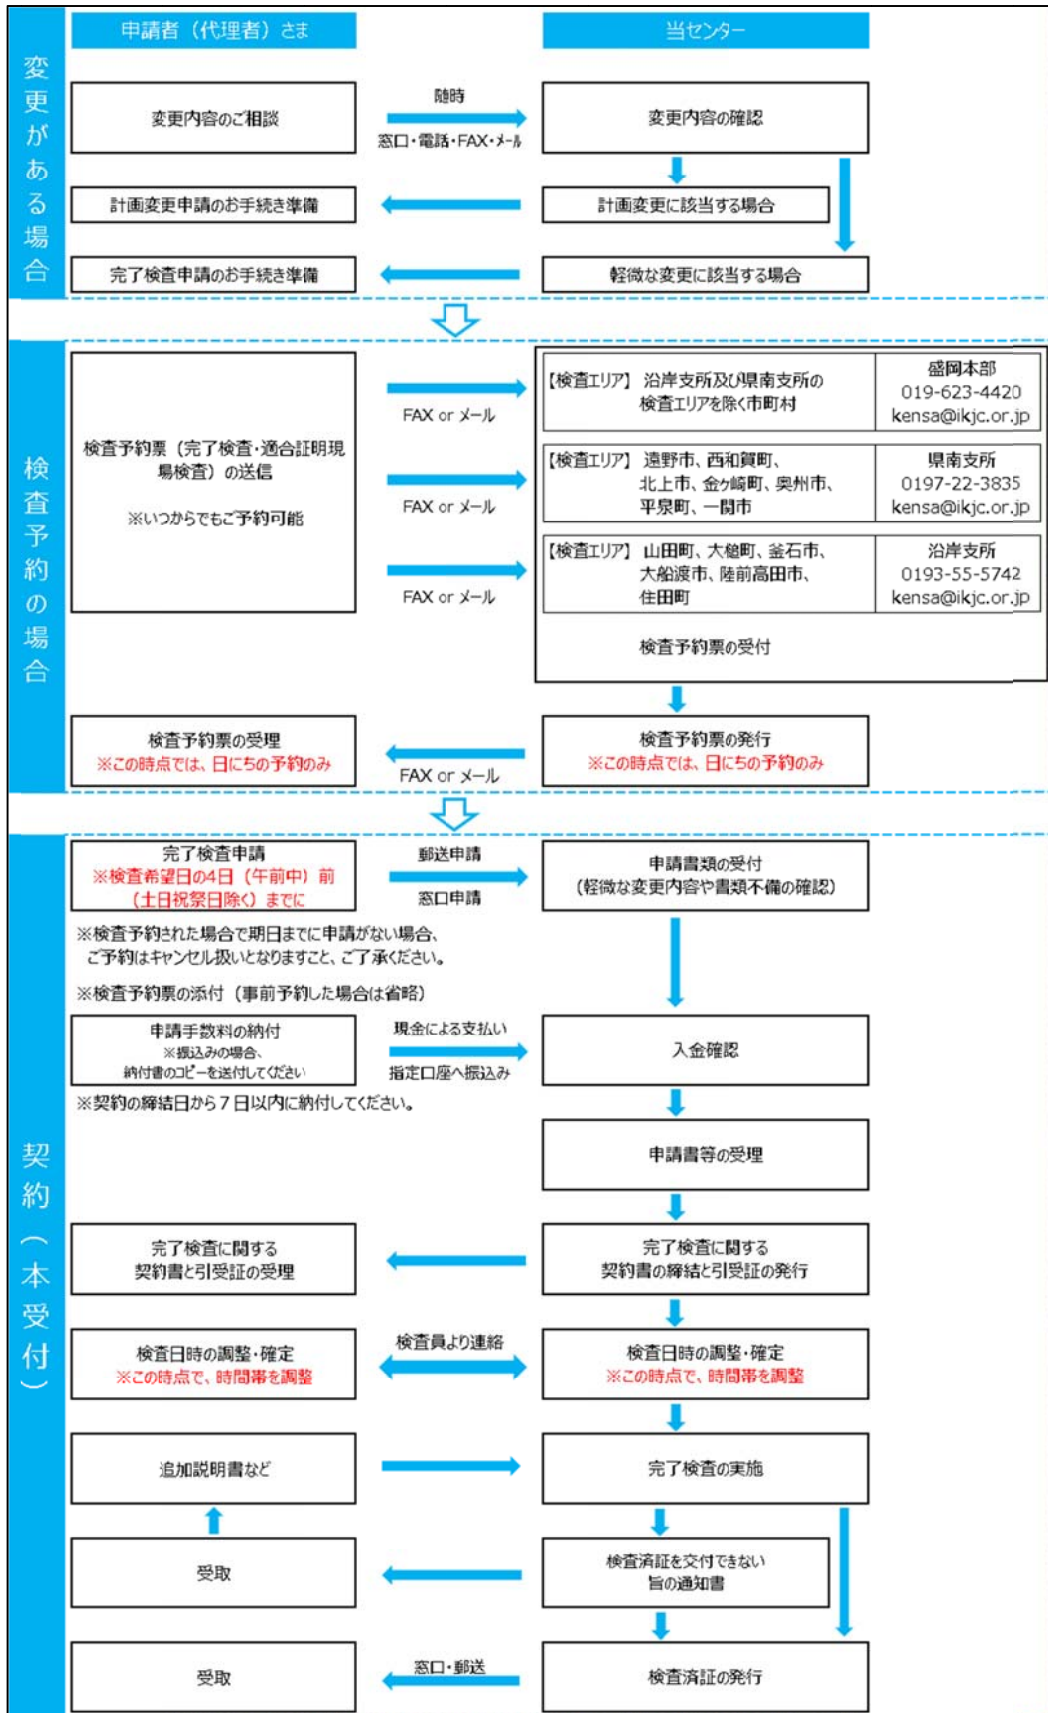 申請者（代理者）さま
当センター
変更がある場合
変更内容のご相談
随時
窓口・電話・FAX・メール
変更内容の確認
計画変更申請のお手続き準備
計画変更に該当する場合
完了検査申請のお手続き準備
軽微な変更に該当する場合
検査予約の場合
検査予約票（完了検査・適合証明現
場検査）の送信
※いつからでもご予約可能
FAX or メール
【検査エリア】 沿岸支所及び県南支所の
検査エリアを除く市町村
盛岡本部
019-623-4420
kensa@ikjc.or.jp
FAX or メール
【検査エリア】 遠野市、西和賀町、
北上市、金ケ崎町、奥州市、
平泉町、一関市
県南支所
0197-22-3835
kensa@ikjc.or.jp
FAX or メール
【検査エリア】 山田町、大槌町、釜石市、
大船渡市、陸前高田市、
住田町
沿岸支所
0193-55-5742
kensa@ikjc.or.jp
検査予約票の受付
検査予約票の受理
※この時点では、日にちの予約のみ
FAX or メール
検査予約票の発行
※この時点では、日にちの予約のみ
契約（本受付）
完了検査申請
※検査希望日の4日（午前中）前
（土日祝祭日除く）までに
郵送申請
窓口申請
申請書類の受付
（軽微な変更内容や書類不備の確認）
※検査予約された場合で期日までに申請がない場合、
ご予約はキャンセル扱いとなりますこと、ご了承ください。
※検査予約票の添付（事前予約した場合は省略）
申請手数料の納付
※振込みの場合、
納付書のコピーを送付してください
現金による支払い
指定口座へ振込み
入金確認
※契約の締結日から７日以内に納付してください。
申請書等の受理
完了検査に関する
契約書と引受証の受理
完了検査に関する
契約書の締結と引受証の発行
検査日時の調整・確定
※この時点で、時間帯を調整
検査員より連絡
検査日時の調整・確定
※この時点で、時間帯を調整
追加説明書など
完了検査の実施
受取
検査済証を交付できない
旨の通知書
受取
窓口・郵送
検査済証の発行